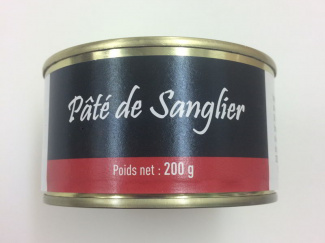 Pâté de Sanglier
Poids net : 200 g